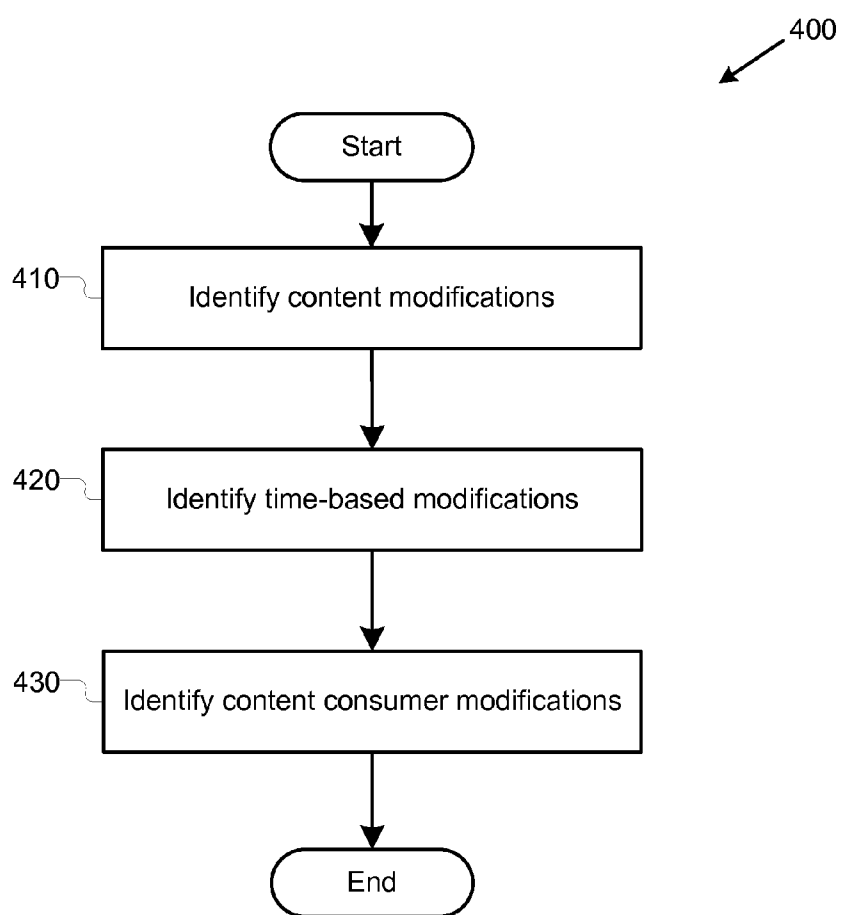 400
Start
410
Identify content modifications
420
Identify time-based modifications
430
Identify content consumer modifications
End